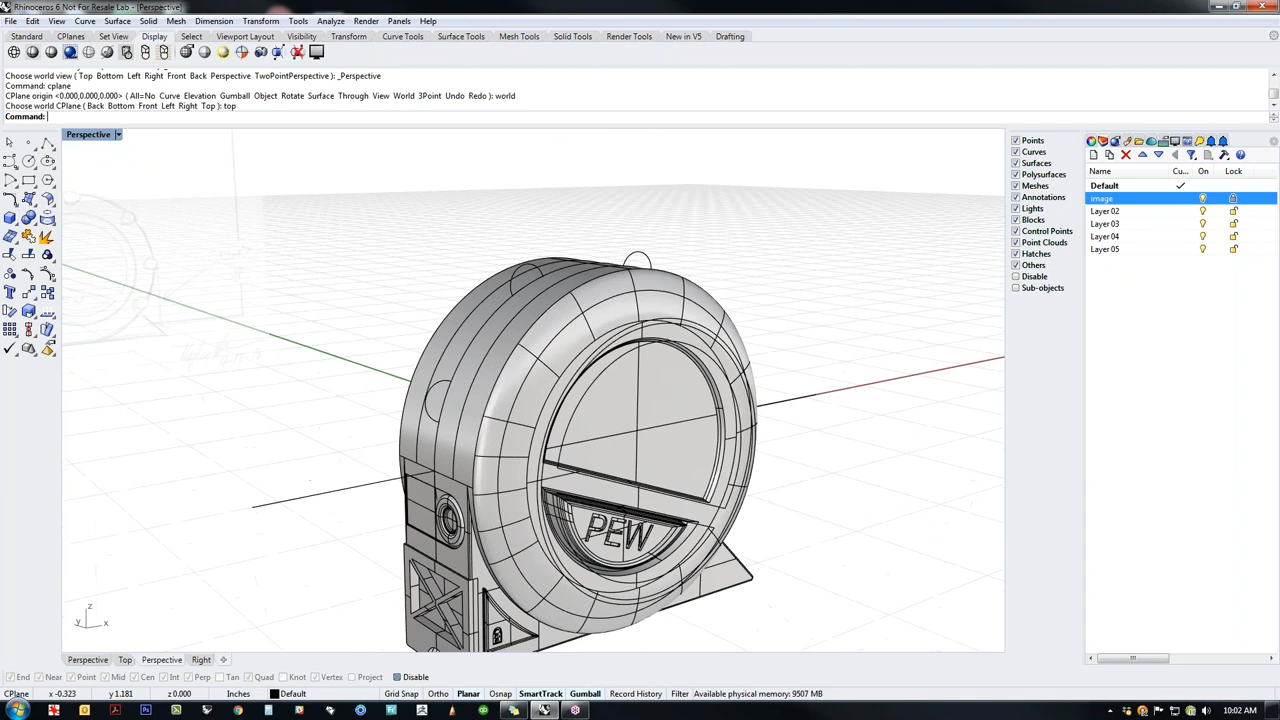 Rhinoceros 6 Not For Resale Lab - [Perspective]
File Edit View Curve Surface Solid Mesh Dimension Transform Tools Analyze Render Panels Help
Standard CPlanes Set View Display Select Viewport Layout Visibility Transform Curve Tools Surface Tools Mesh Tools Solid Tools Render Tools New in V5 Drafting
Choose world view ( Top Bottom Left Right Front Back Perspective TwoPointPerspective ): _Perspective
Command: cplane
CPlane origin <0.000,0.000,0.000> ( All=No Curve Elevation Gumball Object Rotate Surface Through View World 3Point Undo Redo ): world
Choose world CPlane ( Back Bottom Front Left Right Top ): top
Command:
Perspective
Points
Curves
Surfaces
Polysurfaces
Meshes
Annotations
Lights
Blocks
Control Points
Point Clouds
Hatches
Others
Disable
Sub-objects
Name Cu... On Lock
Default
image
Layer 02
Layer 03
Layer 04
Layer 05
PEW
z
y x
Perspective Top Perspective Right
End Near Point Mid Cen Int Perp Tan Quad Knot Vertex Project Disable
CPlane x -0.323 y 1.181 z 0.000 Inches Default Grid Snap Ortho Planar Osnap SmartTrack Gumball Record History Filter Available physical memory: 9507 MB
10:02 AM